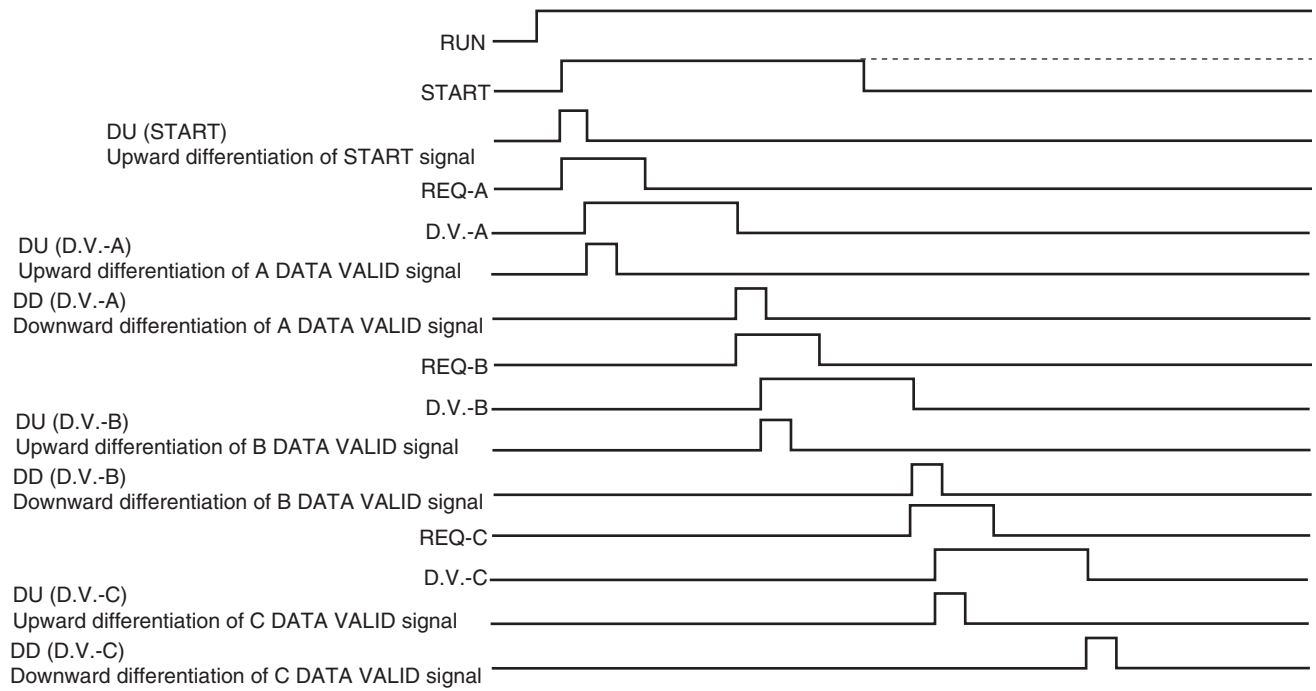 RUN
START
DU (START)
Upward differentiation of START signal
REQ-A
D.V.-A
DU (D.V.-A)
Upward differentiation of A DATA VALID signal
DD (D.V.-A)
Downward differentiation of A DATA VALID signal
REQ-B
D.V.-B
DU (D.V.-B)
Upward differentiation of B DATA VALID signal
DD (D.V.-B)
Downward differentiation of B DATA VALID signal
REQ-C
D.V.-C
DU (D.V.-C)
Upward differentiation of C DATA VALID signal
DD (D.V.-C)
Downward differentiation of C DATA VALID signal